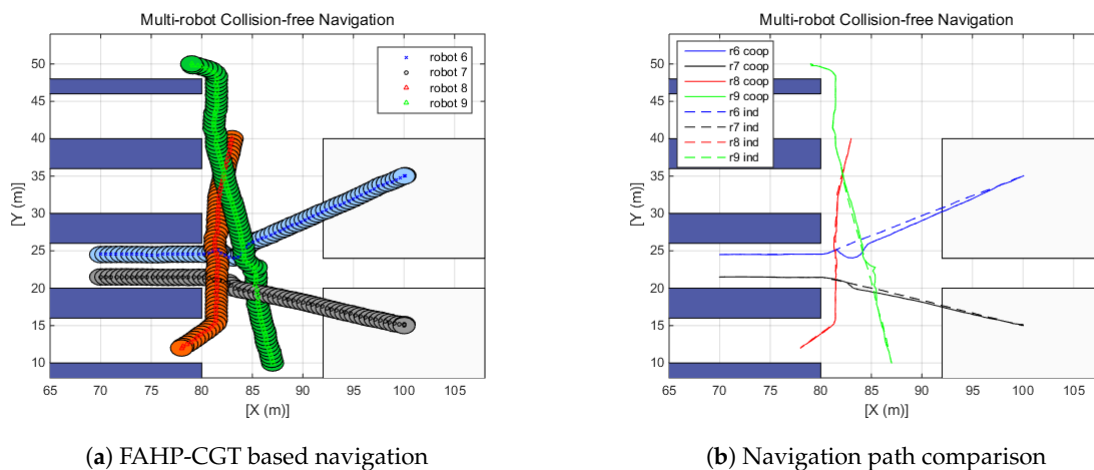 Multi-robot Collision-free Navigation
robot 6
robot 7
robot 8
robot 9
50
45
40
35
30
25
20
15
10
[Y (m)]
65 70 75 80 85 90 95 100 105
[X (m)]
(a) FAHP-CGT based navigation
Multi-robot Collision-free Navigation
r6 coop
r7 coop
r8 coop
r9 coop
r6 ind
r7 ind
r8 ind
r9 ind
50
45
40
35
30
25
20
15
10
[Y (m)]
65 70 75 80 85 90 95 100 105
[X (m)]
(b) Navigation path comparison